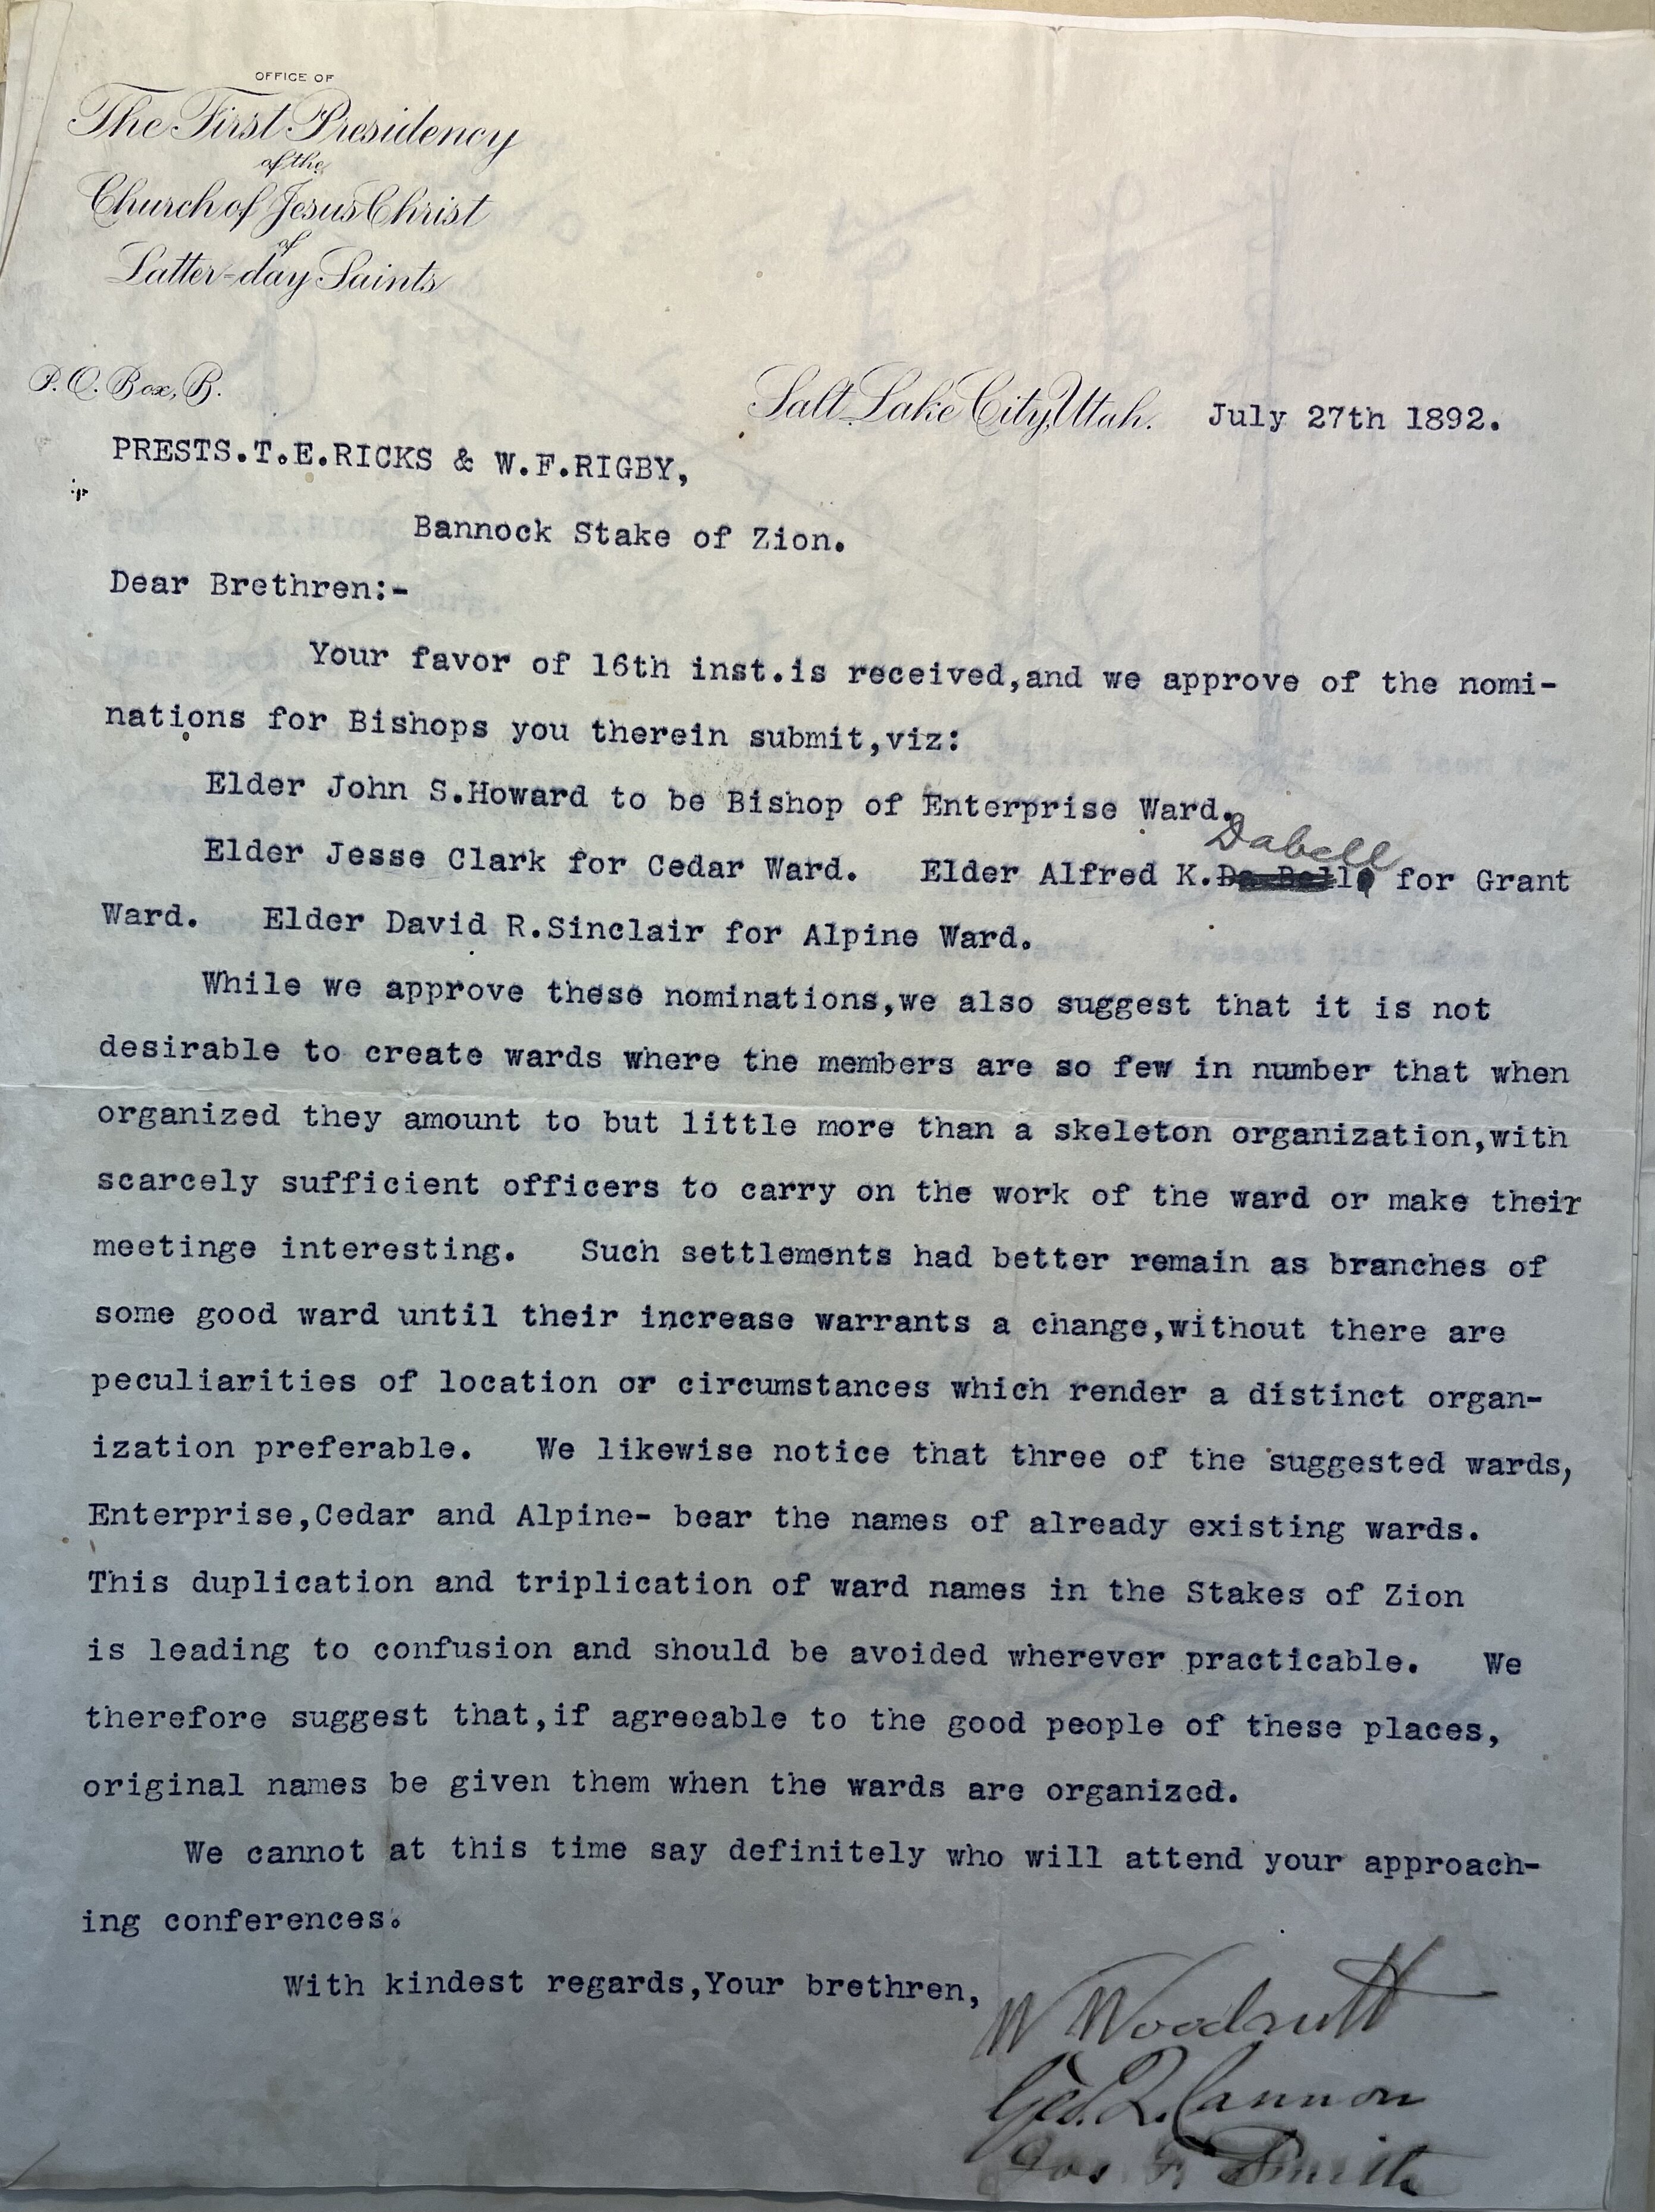 OFFICE OF
The First Presidency
of the
Church of Jesus Christ
of
Latter-day Saints
P.O. Box, B.
Salt Lake City, Utah. July 27th 1892.
PRESTS.T.E.RICKS & W.F.RIGBY,
Bannock Stake of Zion.
Dear Brethren:-
Your favor of 16th inst.is received,and we approve of the nomi-
nations for Bishops you therein submit,viz:
Elder John S.Howard to be Bishop of Enterprise Ward.
Dabell
Elder Jesse Clark for Cedar Ward. Elder Alfred K. for Grant
Ward. Elder David R.Sinclair for Alpine Ward.
While we approve these nominations,we also suggest that it is not
desirable to create wards where the members are so few in number that when
organized they amount to but little more than a skeleton organization,with
scarcely sufficient officers to carry on the work of the ward or make their
meetinge interesting. Such settlements had better remain as branches of
some good ward until their increase warrants a change,without there are
peculiarities of location or circumstances which render a distinct organ-
ization preferable. We likewise notice that three of the suggested wards,
Enterprise,Cedar and Alpine- bear the names of already existing wards.
This duplication and triplication of ward names in the Stakes of Zion
is leading to confusion and should be avoided wherever practicable. We
therefore suggest that,if agreeable to the good people of these places,
original names be given them when the wards are organized.
We cannot at this time say definitely who will attend your approach-
ing conferences.
With kindest regards,Your brethren,
W Woodruff
Geo. Q. Cannon
Jos. F. Smith